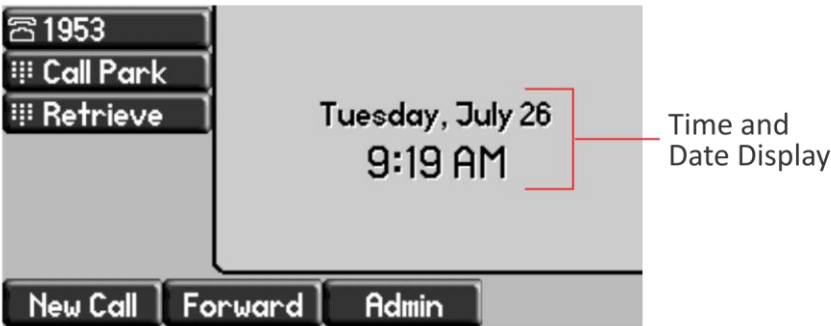 1953
Call Park
Retrieve
Tuesday, July 26
9:19 AM
Time and
Date Display
New Call Forward Admin